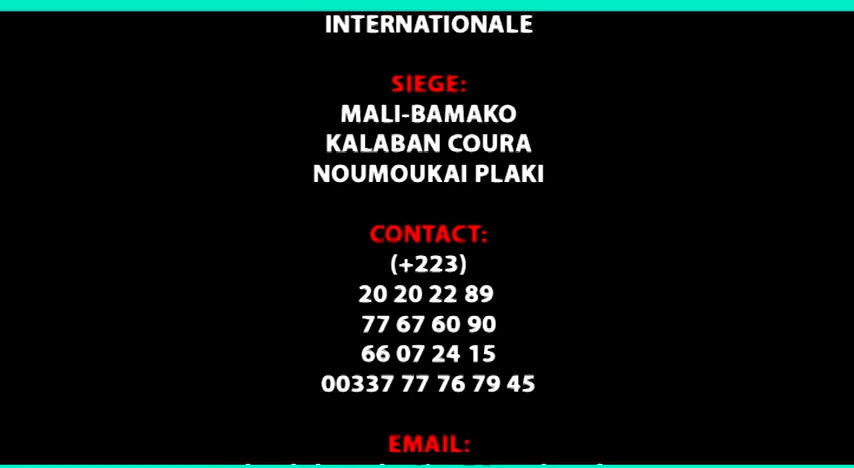 INTERNATIONALE
SIEGE:
MALI-BAMAKO
KALABAN COURA
NOUMOUKAI PLAKI
CONTACT:
(+223)
20 20 22 89
77 67 60 90
66 07 24 15
00337 77 76 79 45
EMAIL: